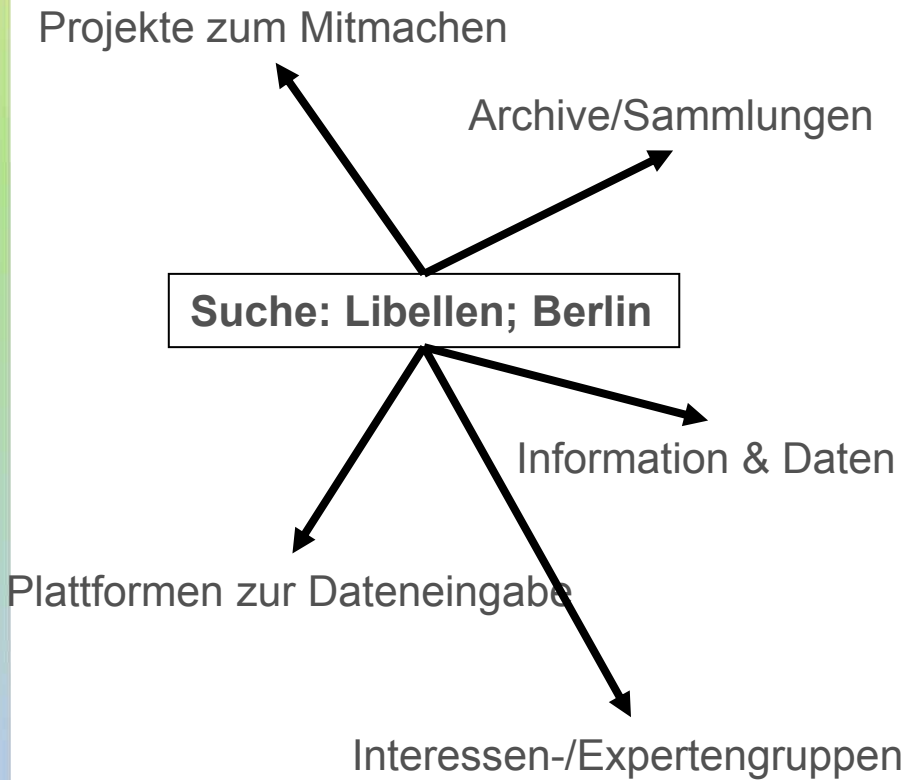 Projekte zum Mitmachen
Archive/Sammlungen
Suche: Libellen; Berlin
Information & Daten
Plattformen zur Dateneingabe
Interessen-/Expertengruppen